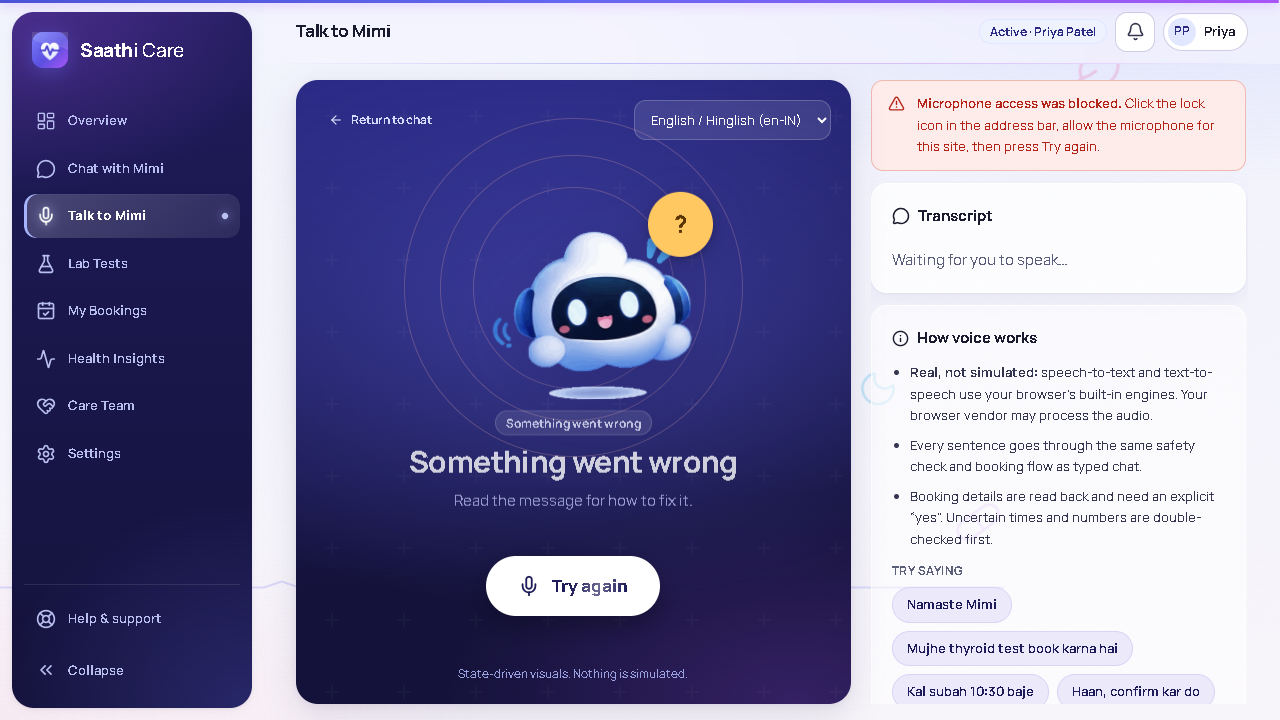 Saathi Care
Overview
Chat with Mimi
Talk to Mimi
Lab Tests
My Bookings
Health Insights
Care Team
Settings
Help & support
Collapse
Talk to Mimi
Active · Priya Patel
PP
Priya
Return to chat
English / Hinglish (en-IN)
?
Something went wrong
Something went wrong
Read the message for how to fix it.
Try again
State-driven visuals. Nothing is simulated.
Microphone access was blocked. Click the lock
icon in the address bar, allow the microphone for
this site, then press Try again.
Transcript
Waiting for you to speak...
How voice works
Real, not simulated: speech-to-text and text-to-
speech use your browser's built-in engines. Your
browser vendor may process the audio.
Every sentence goes through the same safety
check and booking flow as typed chat.
Booking details are read back and need an explicit
"yes". Uncertain times and numbers are double-
checked first.
TRY SAYING
Namaste Mimi
Mujhe thyroid test book karna hai
Kal subah 10:30 baje
Haan, confirm kar do